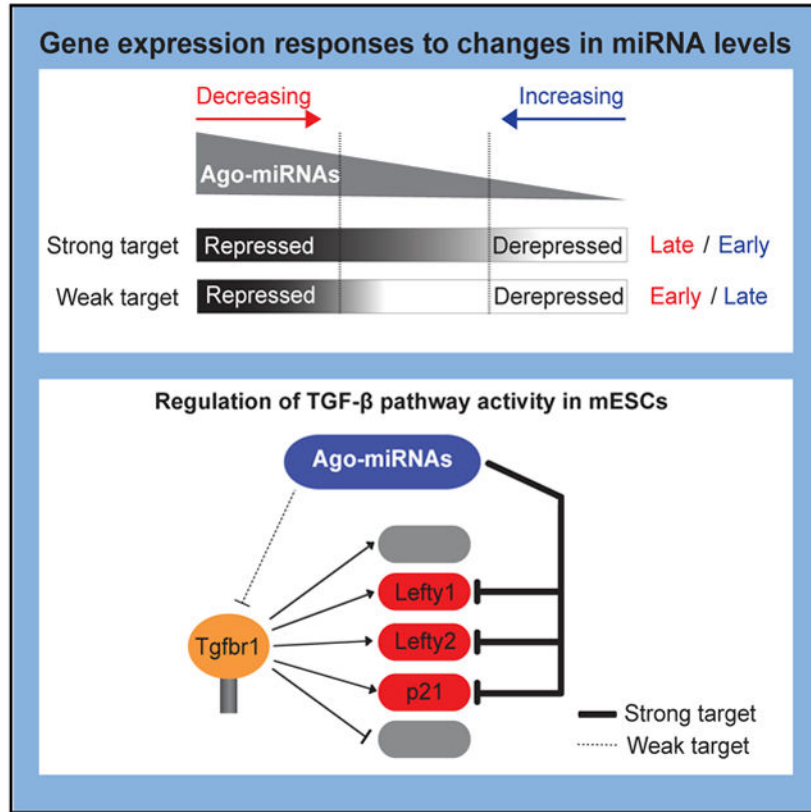 Gene expression responses to changes in miRNA levels
Decreasing Increasing
Ago-miRNAs
Strong target Repressed Derepressed Late / Early
Weak target Repressed Derepressed Early / Late
Regulation of TGF-β pathway activity in mESCs
Ago-miRNAs
Lefty1
Tgfbr1 Lefty2
p21
Strong target
Weak target